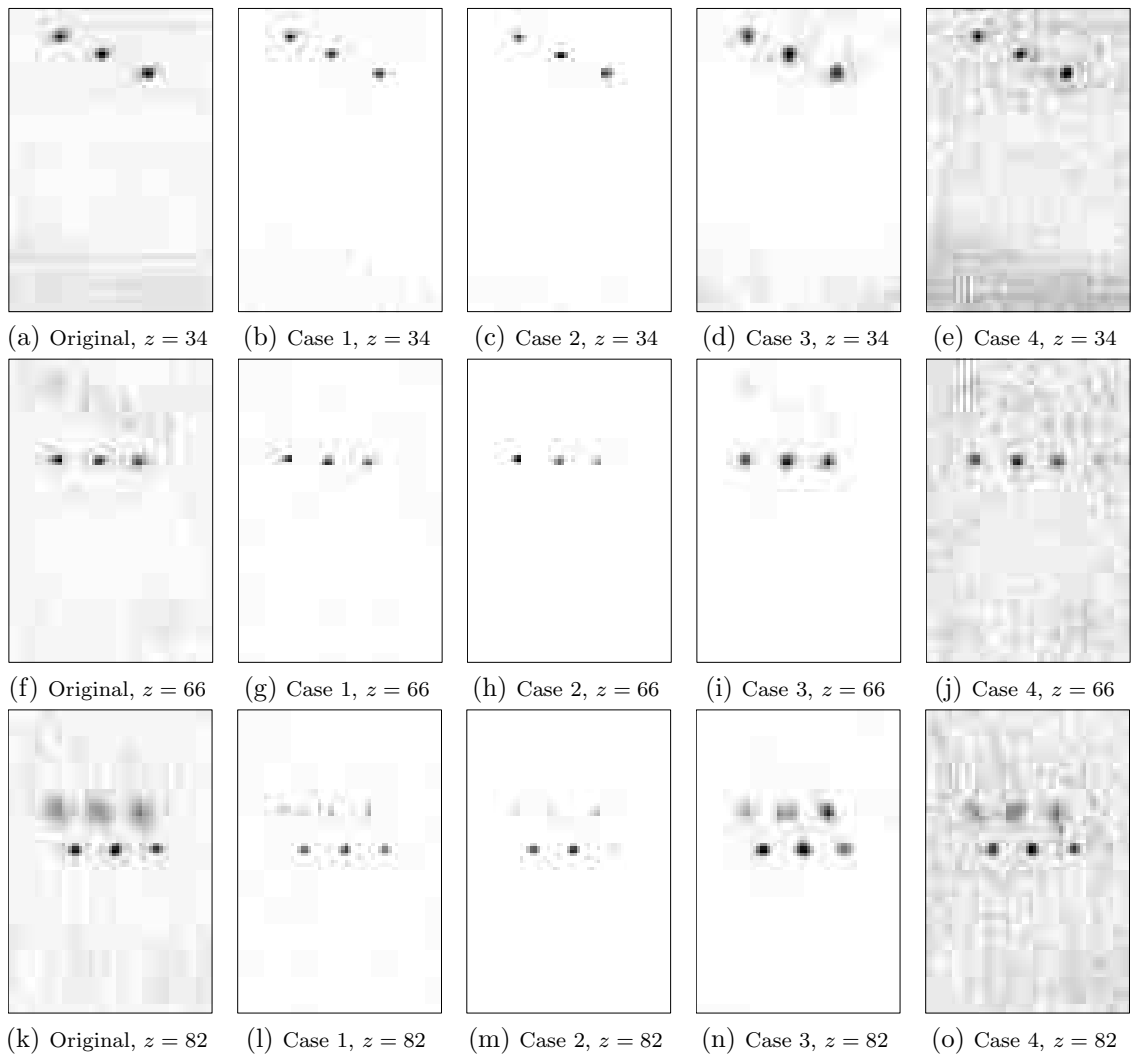 (a) Original, z = 34
(b) Case 1, z = 34
(c) Case 2, z = 34
(d) Case 3, z = 34
(e) Case 4, z = 34
(f) Original, z = 66
(g) Case 1, z = 66
(h) Case 2, z = 66
(i) Case 3, z = 66
(j) Case 4, z = 66
(k) Original, z = 82
(l) Case 1, z = 82
(m) Case 2, z = 82
(n) Case 3, z = 82
(o) Case 4, z = 82